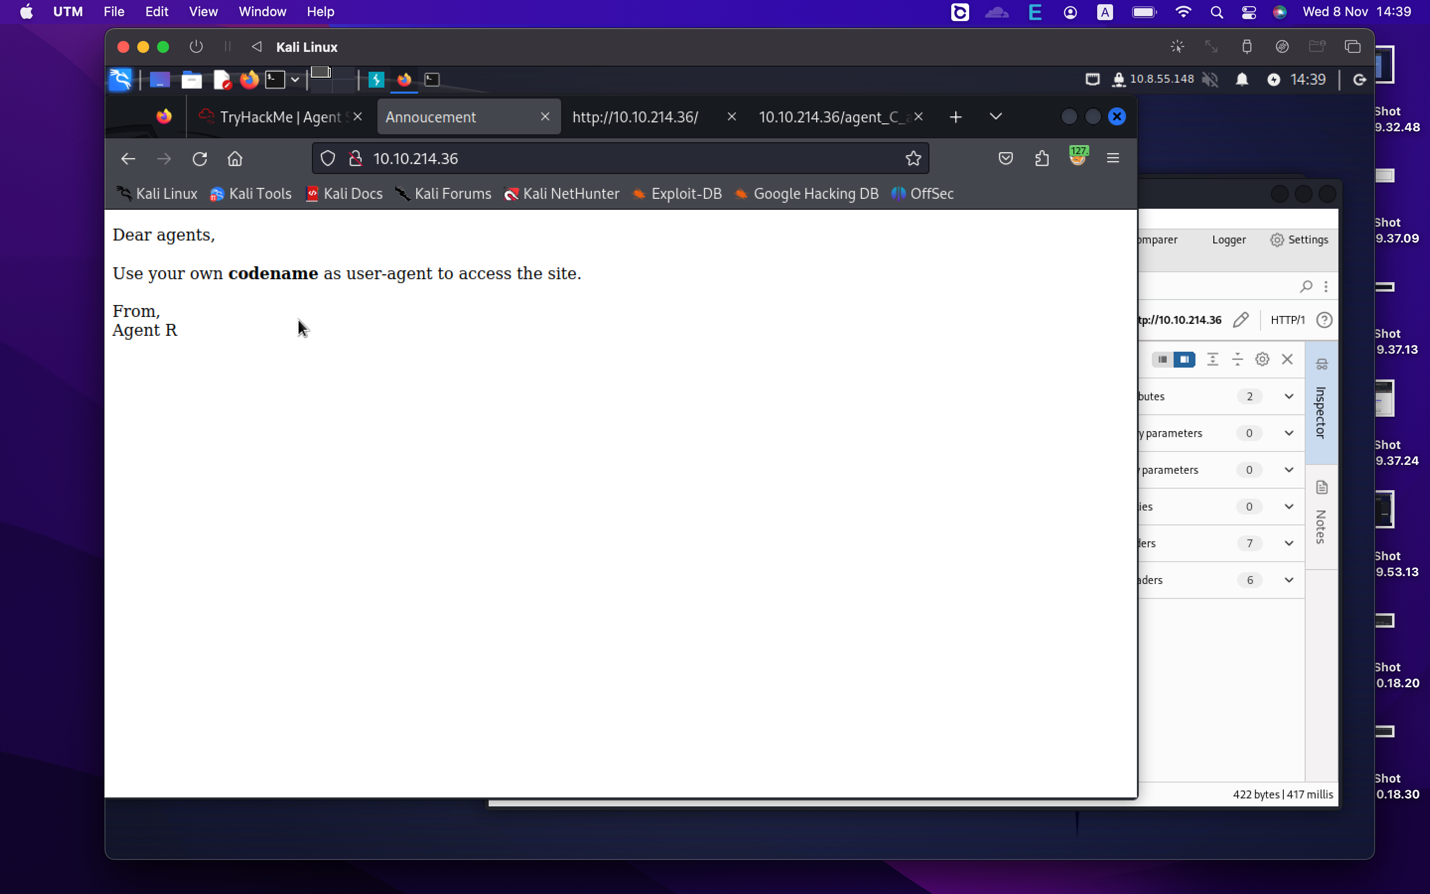 UTM File Edit View Window Help
E A Wed 8 Nov 14:39
Kali Linux
10.8.55.148 14:39
TryHackMe | Agent Annoucement http://10.10.214.36/ 10.10.214.36/agent_C_
10.10.214.36
127.
Kali Linux Kali Tools Kali Docs Kali Forums Kali NetHunter Exploit-DB Google Hacking DB OffSec
Dear agents,
Use your own codename as user-agent to access the site.
From,
Agent R
omparer Logger Settings
tp://10.10.214.36 HTTP/1
Inspector
Notes
butes 2
y parameters 0
y parameters 0
ies 0
ders 7
aders 6
422 bytes | 417 millis
Shot
9.32.48
Shot
9.37.09
Shot
9.37.13
Shot
9.37.24
Shot
9.53.13
Shot
0.18.20
Shot
0.18.30